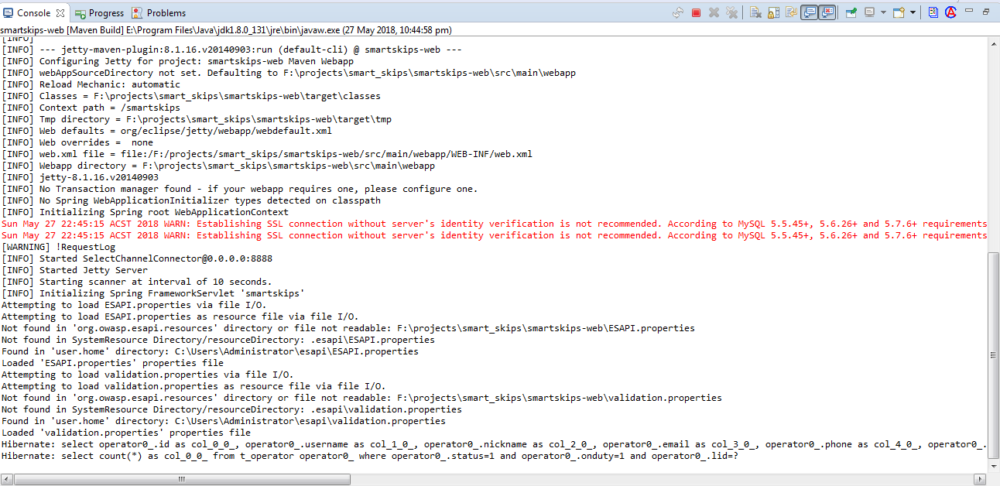 Console
Progress
Problems
smartskips-web [Maven Build] E:\Program Files\Java\jdk1.8.0_131\jre\bin\javaw.exe (27 May 2018, 10:44:58 pm)
[INFO]
[INFO] --- jetty-maven-plugin:8.1.16.v20140903:run (default-cli) @ smartskips-web ---
[INFO] Configuring Jetty for project: smartskips-web Maven Webapp
[INFO] webAppSourceDirectory not set. Defaulting to F:\projects\smart_skips\smartskips-web\src\main\webapp
[INFO] Reload Mechanic: automatic
[INFO] Classes = F:\projects\smart_skips\smartskips-web\target\classes
[INFO] Context path = /smartskips
[INFO] Tmp directory = F:\projects\smart_skips\smartskips-web\target\tmp
[INFO] Web defaults = org/eclipse/jetty/webapp/webdefault.xml
[INFO] Web overrides =  none
[INFO] web.xml file = file:/F:/projects/smart_skips/smartskips-web/src/main/webapp/WEB-INF/web.xml
[INFO] Webapp directory = F:\projects\smart_skips\smartskips-web\src\main\webapp
[INFO] jetty-8.1.16.v20140903
[INFO] No Transaction manager found - if your webapp requires one, please configure one.
[INFO] No Spring WebApplicationInitializer types detected on classpath
[INFO] Initializing Spring root WebApplicationContext
Sun May 27 22:45:15 ACST 2018 WARN: Establishing SSL connection without server's identity verification is not recommended. According to MySQL 5.5.45+, 5.6.26+ and 5.7.6+ requirements
Sun May 27 22:45:15 ACST 2018 WARN: Establishing SSL connection without server's identity verification is not recommended. According to MySQL 5.5.45+, 5.6.26+ and 5.7.6+ requirements
[WARNING] !RequestLog
[INFO] Started SelectChannelConnector@0.0.0.0:8888
[INFO] Started Jetty Server
[INFO] Starting scanner at interval of 10 seconds.
[INFO] Initializing Spring FrameworkServlet 'smartskips'
Attempting to load ESAPI.properties via file I/O.
Attempting to load ESAPI.properties as resource file via file I/O.
Not found in 'org.owasp.esapi.resources' directory or file not readable: F:\projects\smart_skips\smartskips-web\ESAPI.properties
Not found in SystemResource Directory/resourceDirectory: .esapi\ESAPI.properties
Found in 'user.home' directory: C:\Users\Administrator\esapi\ESAPI.properties
Loaded 'ESAPI.properties' properties file
Attempting to load validation.properties via file I/O.
Attempting to load validation.properties as resource file via file I/O.
Not found in 'org.owasp.esapi.resources' directory or file not readable: F:\projects\smart_skips\smartskips-web\validation.properties
Not found in SystemResource Directory/resourceDirectory: .esapi\validation.properties
Found in 'user.home' directory: C:\Users\Administrator\esapi\validation.properties
Loaded 'validation.properties' properties file
Hibernate: select operator0_.id as col_0_0_, operator0_.username as col_1_0_, operator0_.nickname as col_2_0_, operator0_.email as col_3_0_, operator0_.phone as col_4_0_, operator0_.
Hibernate: select count(*) as col_0_0_ from t_operator operator0_ where operator0_.status=1 and operator0_.onduty=1 and operator0_.lid=?